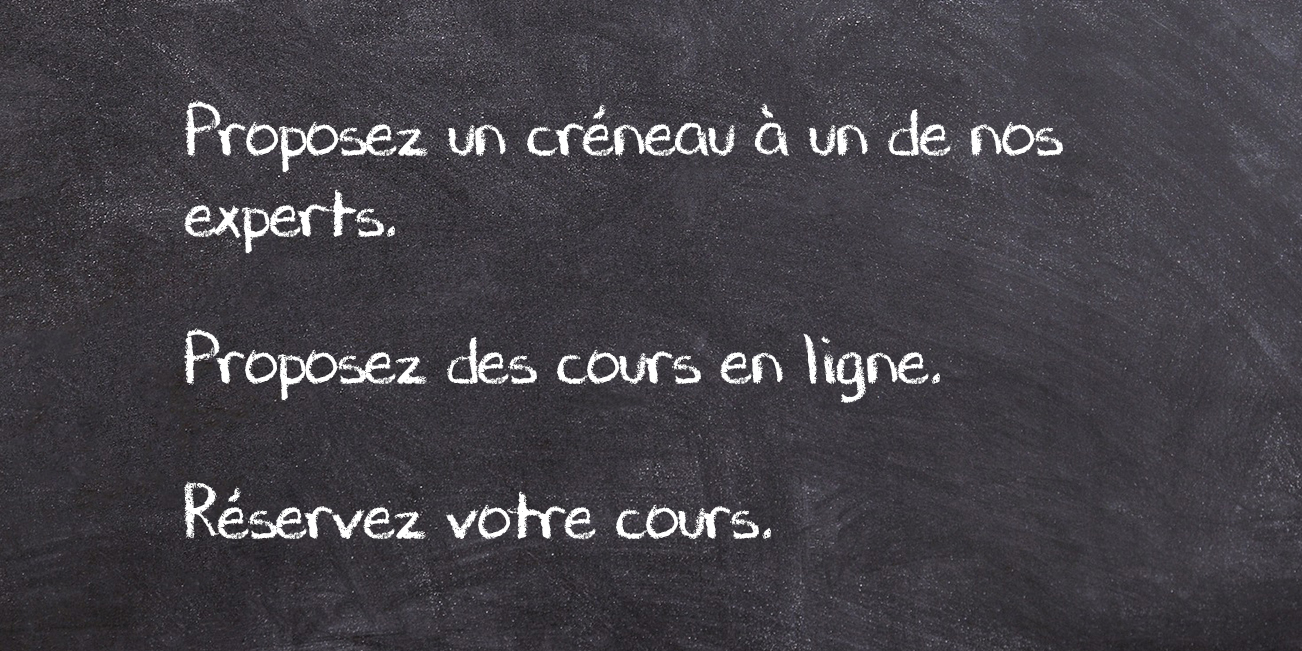 Proposez un créneau à un de nos
experts.
Proposez des cours en ligne.
Réservez votre cours.